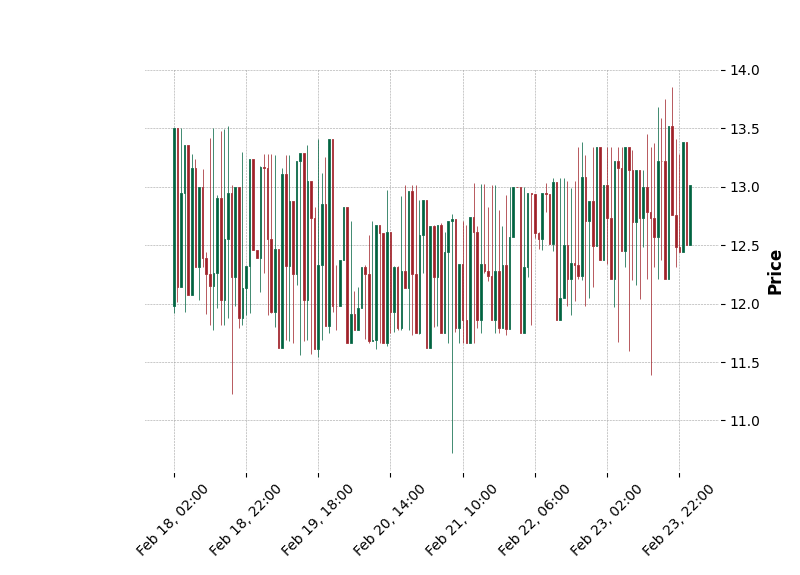 14.0
13.5
13.0
12.5
12.0
11.5
11.0
Price
Feb 18, 02:00
Feb 18, 22:00
Feb 19, 18:00
Feb 20, 14:00
Feb 21, 10:00
Feb 22, 06:00
Feb 23, 02:00
Feb 23, 22:00